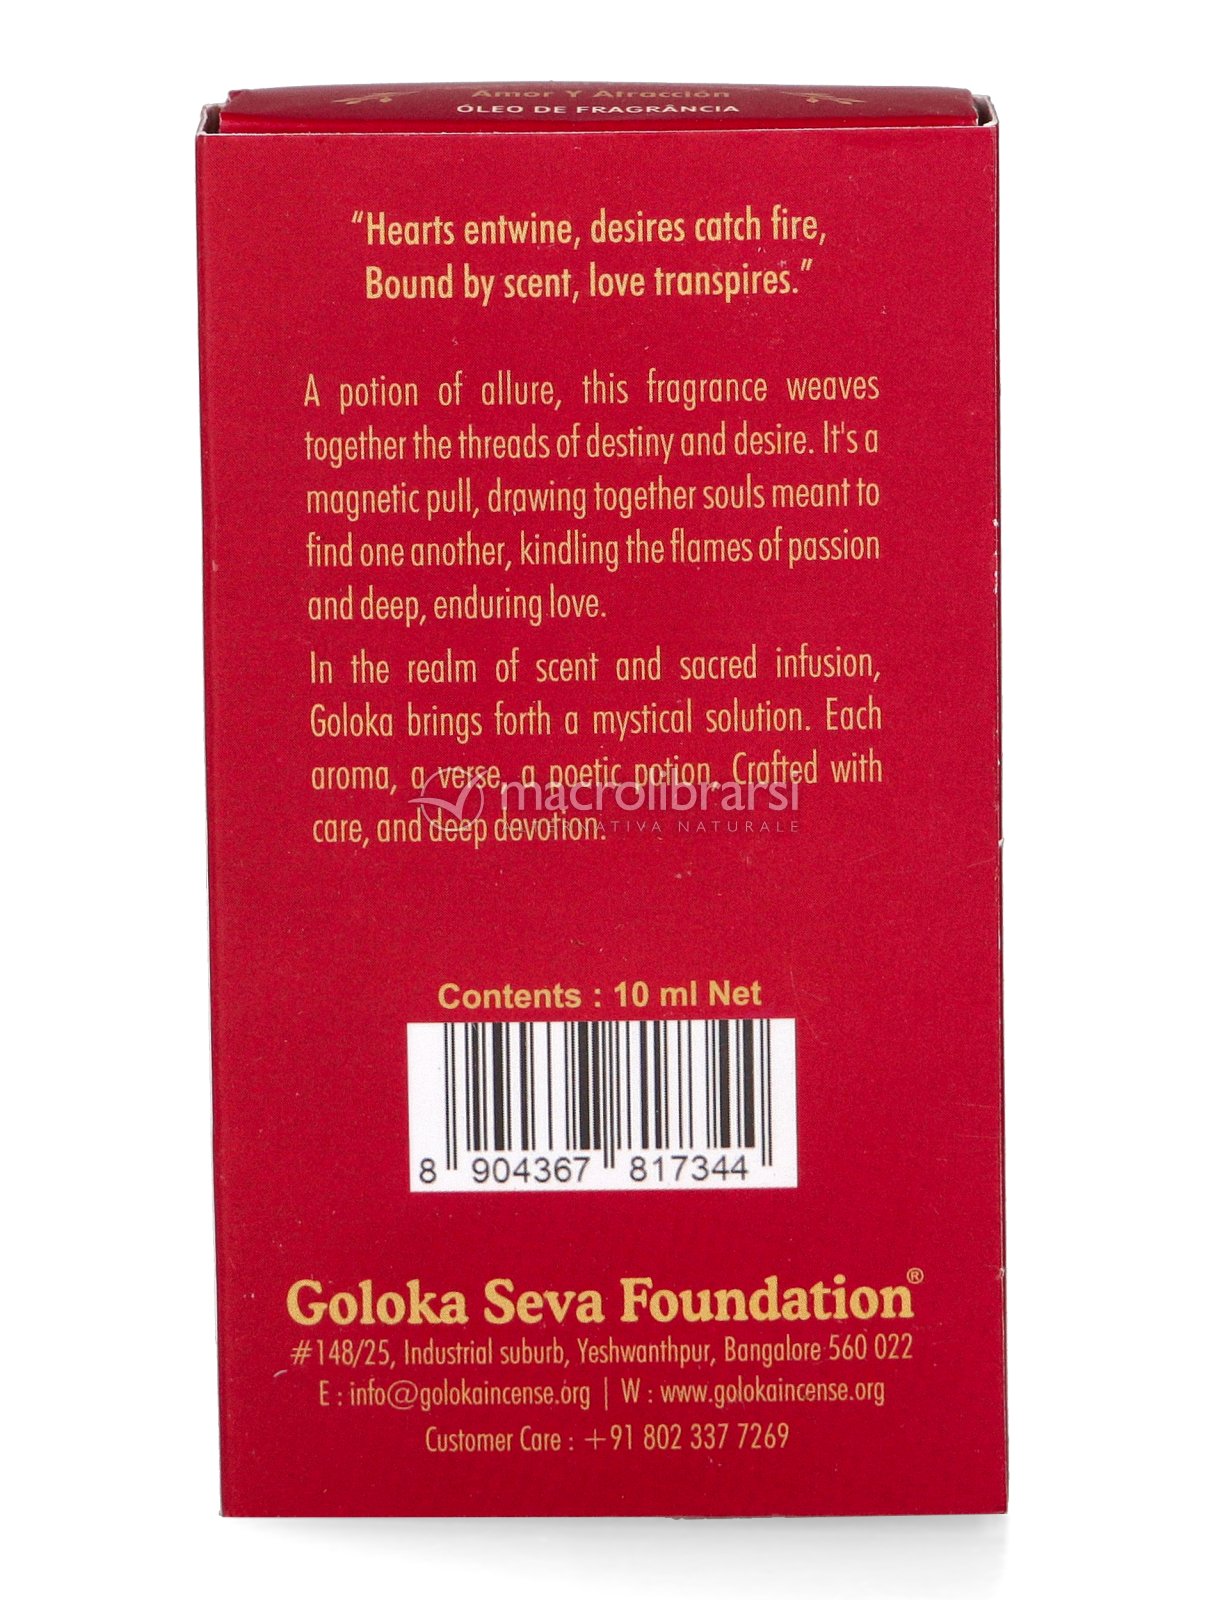 Amor Y Atracción
ÓLEO DE FRAGRÂNCIA
“Hearts entwine, desires catch fire,
Bound by scent, love transpires.”
A potion of allure, this fragrance weaves
together the threads of destiny and desire. It's a
magnetic pull, drawing together souls meant to
find one another, kindling the flames of passion
and deep, enduring love.
In the realm of scent and sacred infusion,
Goloka brings forth a mystical solution. Each
aroma, a verse, a poetic potion, Crafted with
care, and deep devotion.
macrolibrarsi
ALTERNATIVA NATURALE
Contents : 10 ml Net
8 904367 817344
Goloka Seva Foundation®
#148/25, Industrial suburb, Yeshwanthpur, Bangalore 560 022
E : info@golokaincense.org | W : www.golokaincense.org
Customer Care : +91 802 337 7269